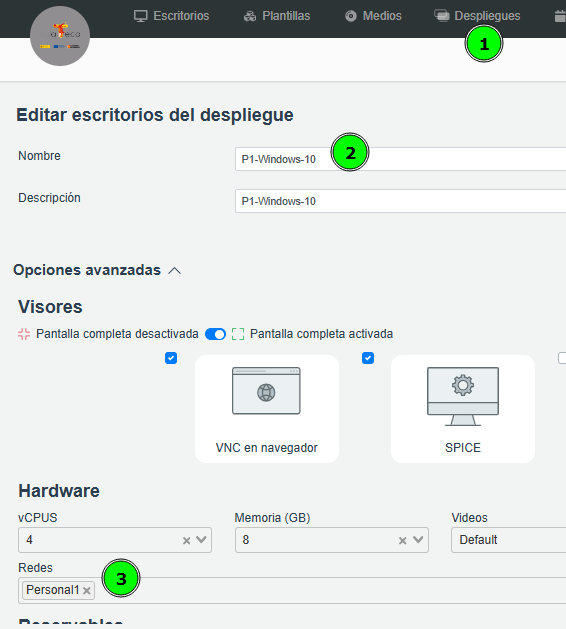 Escritorios Plantillas Medios Despliegues
1
Editar escritorios del despliegue
Nombre P1-Windows-10 2
Descripción P1-Windows-10
Opciones avanzadas
Visores
Pantalla completa desactivada Pantalla completa activada
VNC en navegador SPICE
Hardware
vCPUS Memoria (GB) Videos
4 8 Default
Redes
Personal1 3